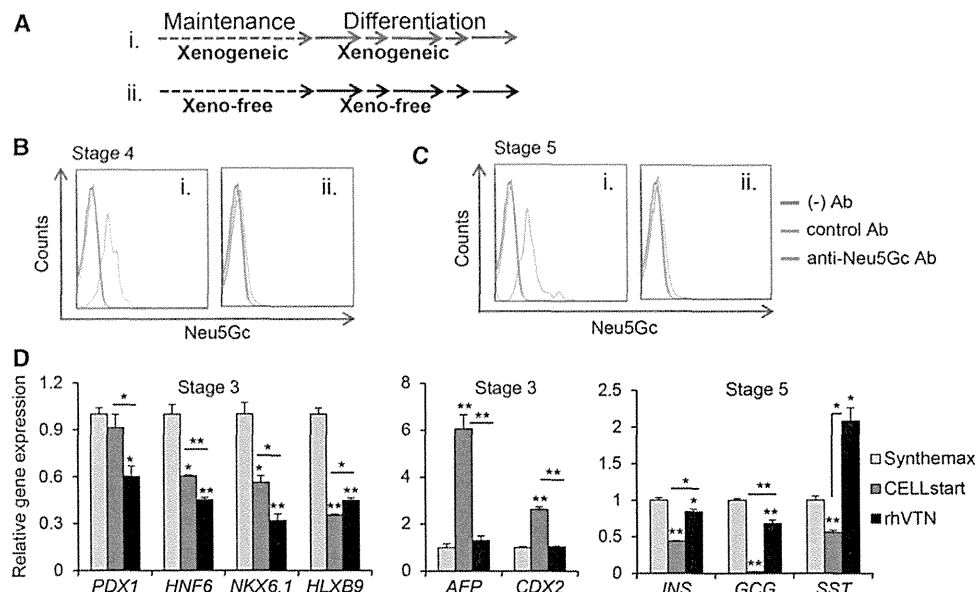 A
Maintenance Differentiation
i.
Xenogeneic Xenogeneic
ii.
Xeno-free Xeno-free
B
Stage 4
i.
ii.
Counts
Neu5Gc
C
Stage 5
i.
ii.
Counts
Neu5Gc
(-) Ab
control Ab
anti-Neu5Gc Ab
D
Relative gene expression
Stage 3
1.2
0.9
0.6
0.3
0
*
*
**
*
*
*
**
*
**
**
PDX1 HNF6 NKX6.1 HLXB9
Stage 3
8
6
4
2
0
**
**
**
**
AFP CDX2
Stage 5
2.5
2
1.5
1
0.5
0
*
**
*
**
**
**
*
**
*
INS GCG SST
Synthemax
CELLstart
rhVTN